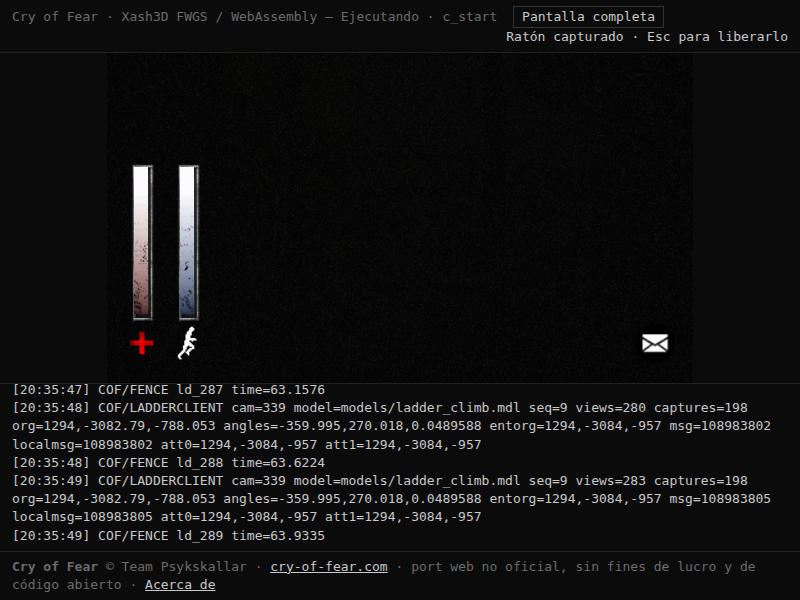 Cry of Fear · Xash3D FWGS / WebAssembly — Ejecutando · c_start Pantalla completa
Ratón capturado · Esc para liberarlo
[20:35:47] COF/FENCE ld_287 time=63.1576
[20:35:48] COF/LADDERCLIENT cam=339 model=models/ladder_climb.mdl seq=9 views=280 captures=198
org=1294,-3082.79,-788.053 angles=-359.995,270.018,0.0489588 entorg=1294,-3084,-957 msg=108983802
localmsg=108983802 att0=1294,-3084,-957 att1=1294,-3084,-957
[20:35:48] COF/FENCE ld_288 time=63.6224
[20:35:49] COF/LADDERCLIENT cam=339 model=models/ladder_climb.mdl seq=9 views=283 captures=198
org=1294,-3082.79,-788.053 angles=-359.995,270.018,0.0489588 entorg=1294,-3084,-957 msg=108983805
localmsg=108983805 att0=1294,-3084,-957 att1=1294,-3084,-957
[20:35:49] COF/FENCE ld_289 time=63.9335
Cry of Fear © Team Psyskallar · cry-of-fear.com · port web no oficial, sin fines de lucro y de
código abierto · Acerca de